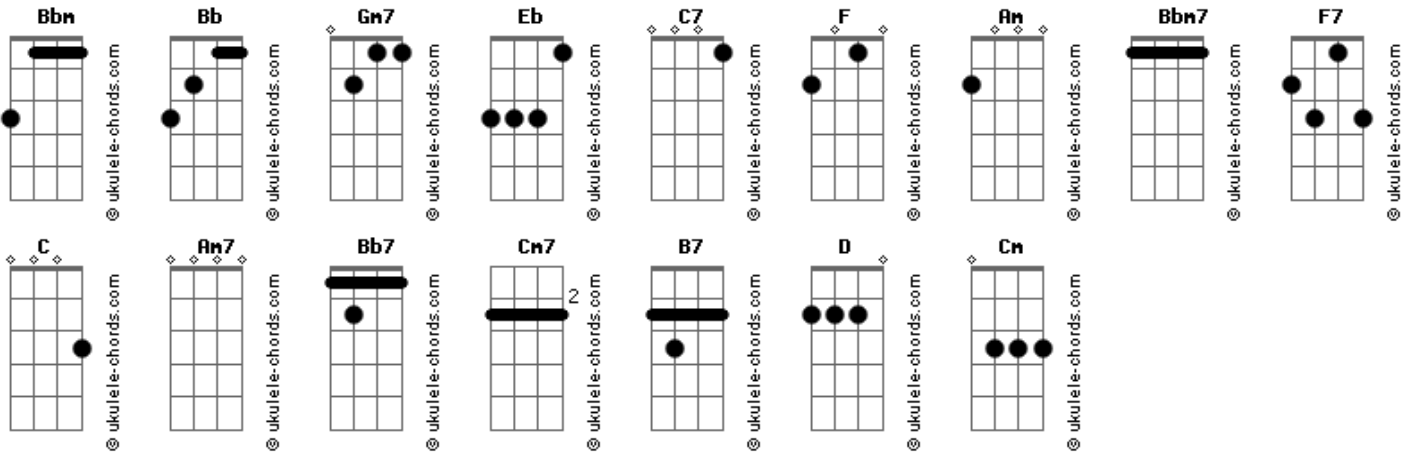 Bbm Bb Gm7 Eb C7 F Am Bbm7 F7
© ukulele-chords.com © ukulele-chords.com © ukulele-chords.com © ukulele-chords.com © ukulele-chords.com © ukulele-chords.com © ukulele-chords.com © ukulele-chords.com © ukulele-chords.com
C Am7 Bb7 Cm7 B7 D Cm
2
© ukulele-chords.com © ukulele-chords.com © ukulele-chords.com © ukulele-chords.com © ukulele-chords.com © ukulele-chords.com © ukulele-chords.com